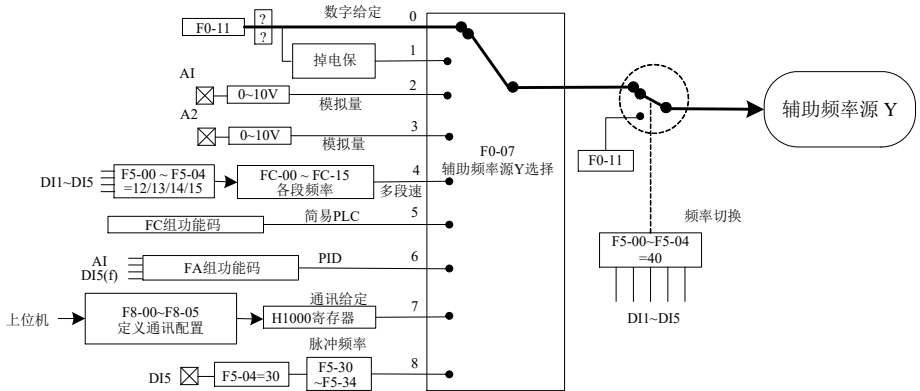 数字给定
0
F0-11
?
?
掉电保
1
AI
0~10V
2
模拟量
A2
0~10V
3
模拟量
DI1~DI5
F5-00 ~ F5-04
=12/13/14/15
FC-00 ~ FC-15
各段频率
4
多段速
FC组功能码
简易PLC
5
AI
DI5(f)
FA组功能码
PID
6
上位机
F8-00~F8-05
定义通讯配置
通讯给定
H1000寄存器
7
脉冲频率
DI5
F5-04=30
F5-30
~F5-34
8
F0-07
辅助频率源Y选择
F0-11
辅助频率源 Y
频率切换
F5-00~F5-04
=40
DI1~DI5